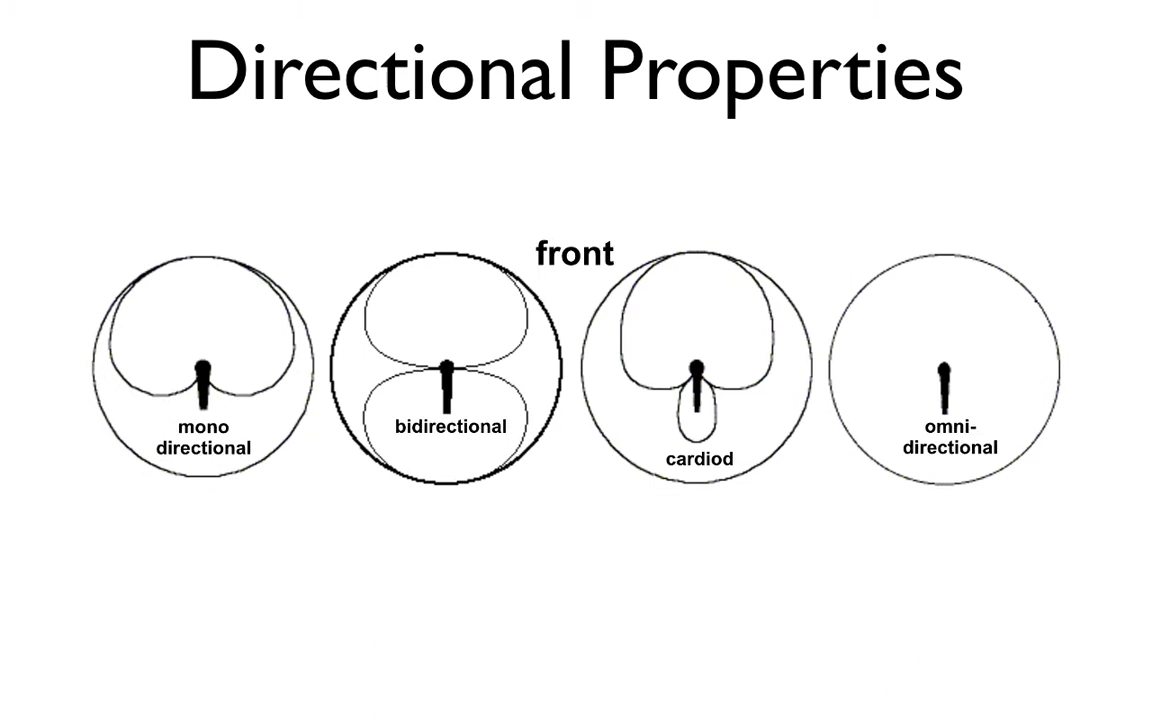 Directional Properties
front
mono
directional
bidirectional
cardiod
omni-
directional